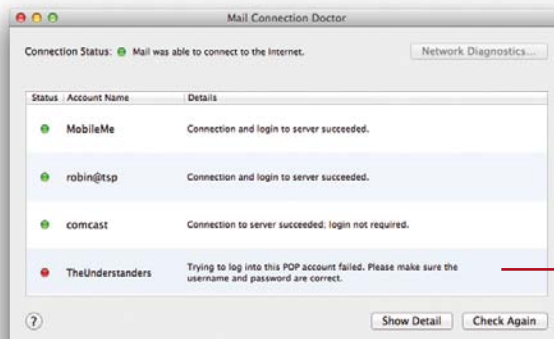 Mail Connection Doctor
Connection Status: Mail was able to connect to the Internet.
Network Diagnostics...
Status Account Name Details
MobileMe Connection and login to server succeeded.
robin@tsp Connection and login to server succeeded.
comcast Connection to server succeeded; login not required.
TheUnderstanders Trying to log into this POP account failed. Please make sure the
username and password are correct.
? Show Detail Check Again